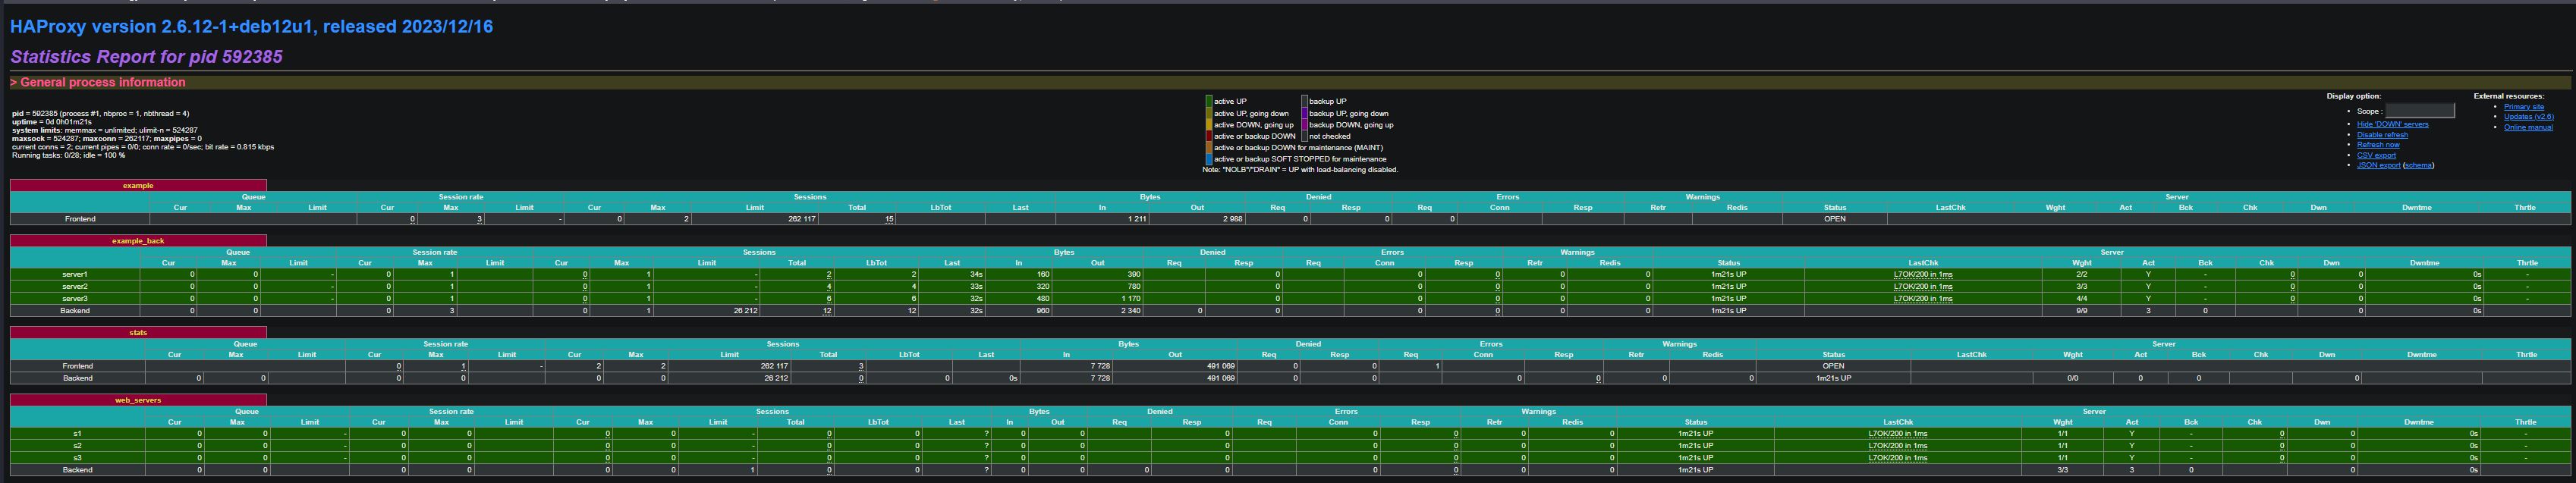 HAProxy version 2.6.12-1+deb12u1, released 2023/12/16
Statistics Report for pid 592385
> General process information
pid = 592385 (process #1, nbproc = 1, nbthread = 4)
uptime = 0d 0h01m21s
system limits: memmax = unlimited; ulimit-n = 524287
maxsock = 524287; maxconn = 262117; maxpipes = 0
current conns = 2; current pipes = 0/0; conn rate = 0/sec; bit rate = 0.815 kbps
Running tasks: 0/28; idle = 100 %
active UP backup UP
active UP, going down backup UP, going down
active DOWN, going up backup DOWN, going up
active or backup DOWN not checked
active or backup DOWN for maintenance (MAINT)
active or backup SOFT STOPPED for maintenance
Note: "NOLB"/"DRAIN" = UP with load-balancing disabled.
Display option:
Scope :
Hide 'DOWN' servers
Disable refresh
Refresh now
CSV export
JSON export (schema)
External resources:
Primary site
Updates (v2.6)
Online manual
example
Queue Session rate Sessions Bytes Denied Errors Warnings Server
Cur Max Limit Cur Max Limit Cur Max Limit Total LbTot Last In Out Req Resp Req Conn Resp Retr Redis Status LastChk Wght Act Bck Chk Dwn Dwntme Thrtle
Frontend 0 3 - 0 2 262 117 15 1 211 2 988 0 0 0 OPEN
example_back
Queue Session rate Sessions Bytes Denied Errors Warnings Server
Cur Max Limit Cur Max Limit Cur Max Limit Total LbTot Last In Out Req Resp Req Conn Resp Retr Redis Status LastChk Wght Act Bck Chk Dwn Dwntme Thrtle
server1 0 0 - 0 1 0 1 - 2 2 34s 160 390 0 0 0 0 0 1m21s UP L7OK/200 in 1ms 2/2 Y - 0 0 0s -
server2 0 0 - 0 1 0 1 - 4 4 33s 320 780 0 0 0 0 0 1m21s UP L7OK/200 in 1ms 3/3 Y - 0 0 0s -
server3 0 0 - 0 1 0 1 - 6 6 32s 480 1 170 0 0 0 0 0 1m21s UP L7OK/200 in 1ms 4/4 Y - 0 0 0s -
Backend 0 0 0 3 0 1 26 212 12 12 32s 960 2 340 0 0 0 0 0 0 1m21s UP 9/9 3 0 0 0s
stats
Queue Session rate Sessions Bytes Denied Errors Warnings Server
Cur Max Limit Cur Max Limit Cur Max Limit Total LbTot Last In Out Req Resp Req Conn Resp Retr Redis Status LastChk Wght Act Bck Chk Dwn Dwntme Thrtle
Frontend 0 1 - 2 2 262 117 3 7 728 491 069 0 0 1 OPEN
Backend 0 0 0 0 0 0 26 212 0 0 0s 7 728 491 069 0 0 0 0 0 0 1m21s UP 0/0 0 0 0
web_servers
Queue Session rate Sessions Bytes Denied Errors Warnings Server
Cur Max Limit Cur Max Limit Cur Max Limit Total LbTot Last In Out Req Resp Req Conn Resp Retr Redis Status LastChk Wght Act Bck Chk Dwn Dwntme Thrtle
s1 0 0 - 0 0 0 0 - 0 0 ? 0 0 0 0 0 0 0 1m21s UP L7OK/200 in 1ms 1/1 Y - 0 0 0s -
s2 0 0 - 0 0 0 0 - 0 0 ? 0 0 0 0 0 0 0 1m21s UP L7OK/200 in 1ms 1/1 Y - 0 0 0s -
s3 0 0 - 0 0 0 0 - 0 0 ? 0 0 0 0 0 0 0 1m21s UP L7OK/200 in 1ms 1/1 Y - 0 0 0s -
Backend 0 0 0 0 0 0 1 0 0 ? 0 0 0 0 0 0 0 0 1m21s UP 3/3 3 0 0 0s